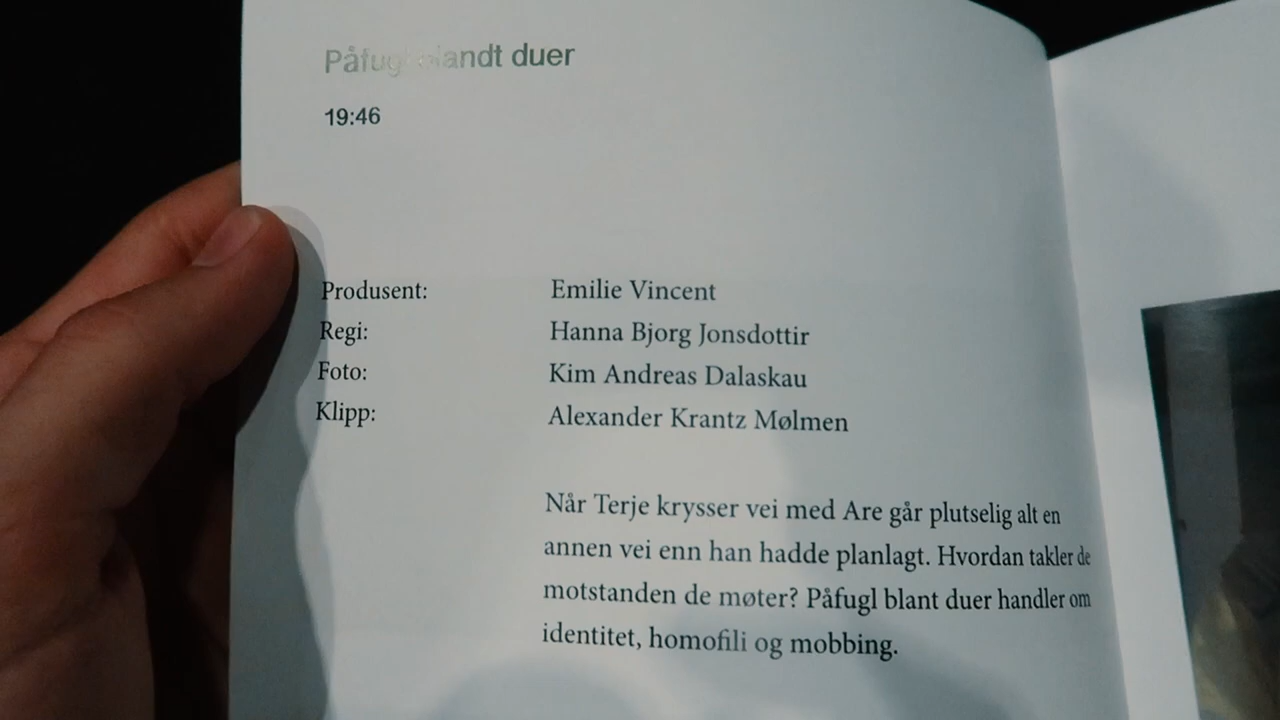 Påfugl blandt duer
19:46
Produsent: Emilie Vincent
Regi: Hanna Bjorg Jonsdottir
Foto: Kim Andreas Dalaskau
Klipp: Alexander Krantz Mølmen
Når Terje krysser vei med Are går plutselig alt en
annen vei enn han hadde planlagt. Hvordan takler de
motstanden de møter? Påfugl blant duer handler om
identitet, homofili og mobbing.